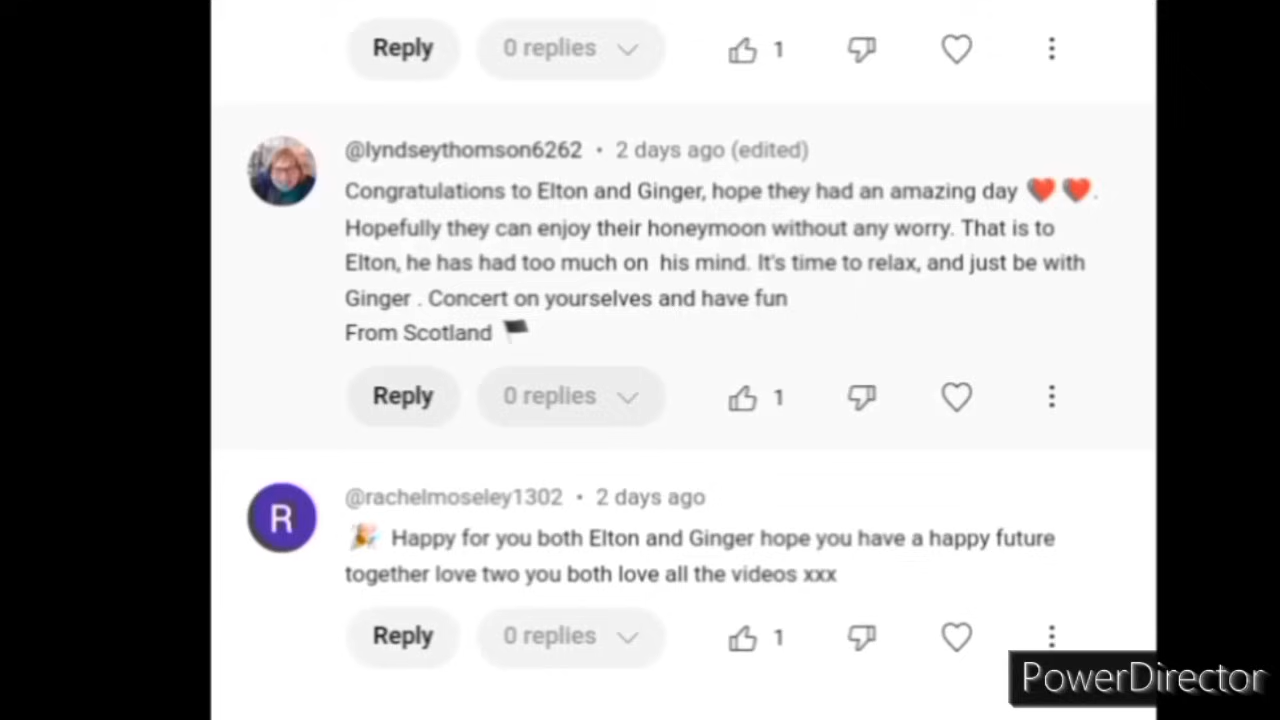 Reply 0 replies 1
@lyndseythomson6262 • 2 days ago (edited)
Congratulations to Elton and Ginger, hope they had an amazing day ❤️❤️.
Hopefully they can enjoy their honeymoon without any worry. That is to
Elton, he has had too much on his mind. It's time to relax, and just be with
Ginger . Concert on yourselves and have fun
From Scotland 🏴
Reply 0 replies 1
R
@rachelmoseley1302 • 2 days ago
🎉 Happy for you both Elton and Ginger hope you have a happy future
together love two you both love all the videos xxx
Reply 0 replies 1
PowerDirector